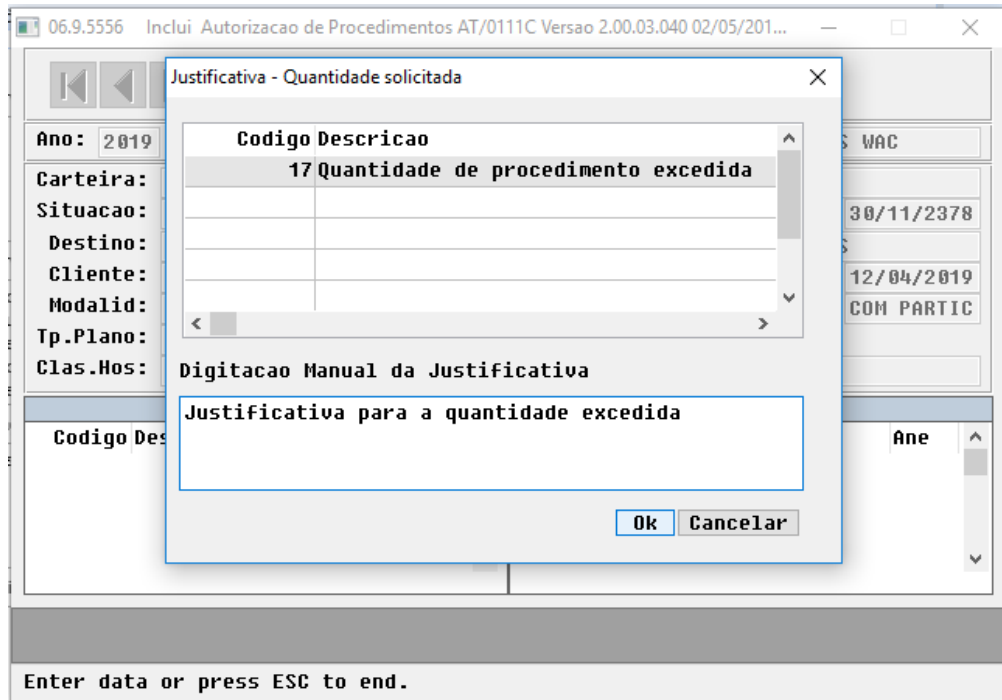 06.9.5556 Inclui Autorizacao de Procedimentos AT/0111C Versao 2.00.03.040 02/05/201...
Justificativa - Quantidade solicitada
Ano: 2019
WAC
Codigo Descricao
17 Quantidade de procedimento excedida
Carteira:
Situacao:
30/11/2378
Destino:
Cliente:
12/04/2019
Modalid:
COM PARTIC
Tp.Plano:
Clas.Hos:
Digitacao Manual da Justificativa
Justificativa para a quantidade excedida
Codigo Des
Ane
Ok Cancelar
Enter data or press ESC to end.